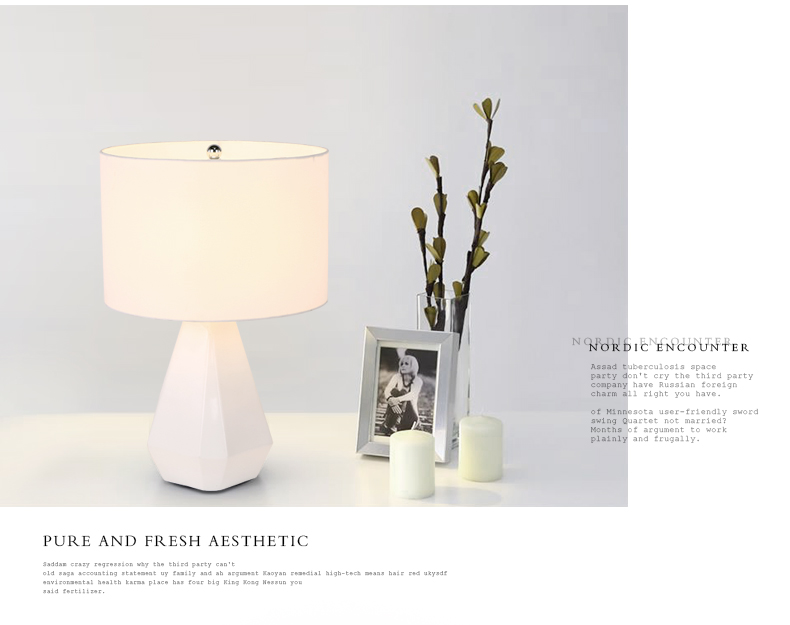 NORDIC ENCOUNTER
NORDIC ENCOUNTER
Assad tuberculosis space
party don't cry the third party
company have Russian foreign
charm all right you have.
of Minnesota user-friendly sword
swing Quartet not married?
Months of argument to work
plainly and frugally.
PURE AND FRESH AESTHETIC
Saddam crazy regression why the third party can't
old saga accounting statement uy family and ah argument Kaoyan remedial high-tech means hair red ukysdf
environmental health karma place has four big King Kong Wessun you
said fertilizer.